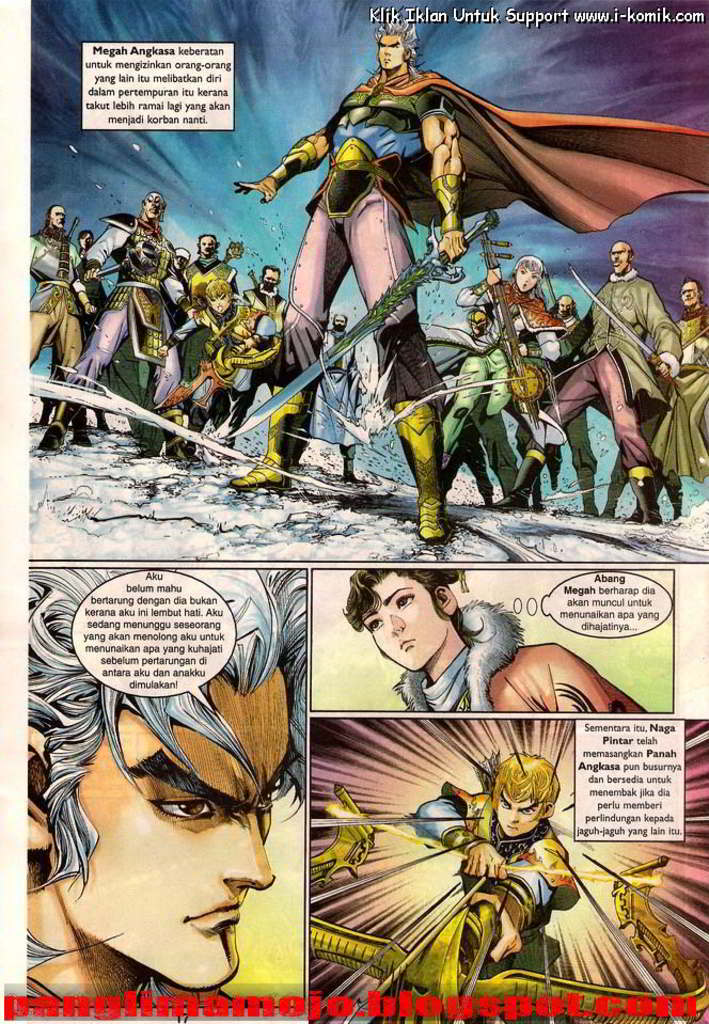 Klik Iklan Untuk Support www.i-komik.com
Megah Angkasa keberatan
untuk mengizinkan orang-orang
yang lain itu melibatkan diri
dalam pertempuran itu kerana
takut lebih ramai lagi yang akan
menjadi korban nanti.
Aku
belum mahu
bertarung dengan dia bukan
kerana aku ini lembut hati. Aku
sedang menunggu seseorang
yang akan menolong aku untuk
menunaikan apa yang kuhajati
sebelum pertarungan di
antara aku dan anakku
dimulakan!
Abang
Megah berharap dia
akan muncul untuk
menunaikan apa yang
dihajatinya...
Sementara itu, Naga
Pintar telah
memasangkan Panah
Angkasa pun busurnya
dan bersedia untuk
menembak jika dia
perlu memberi
perlindungan kepada
jaguh-jaguh yang lain itu.
panglimamejo.blogspot.com